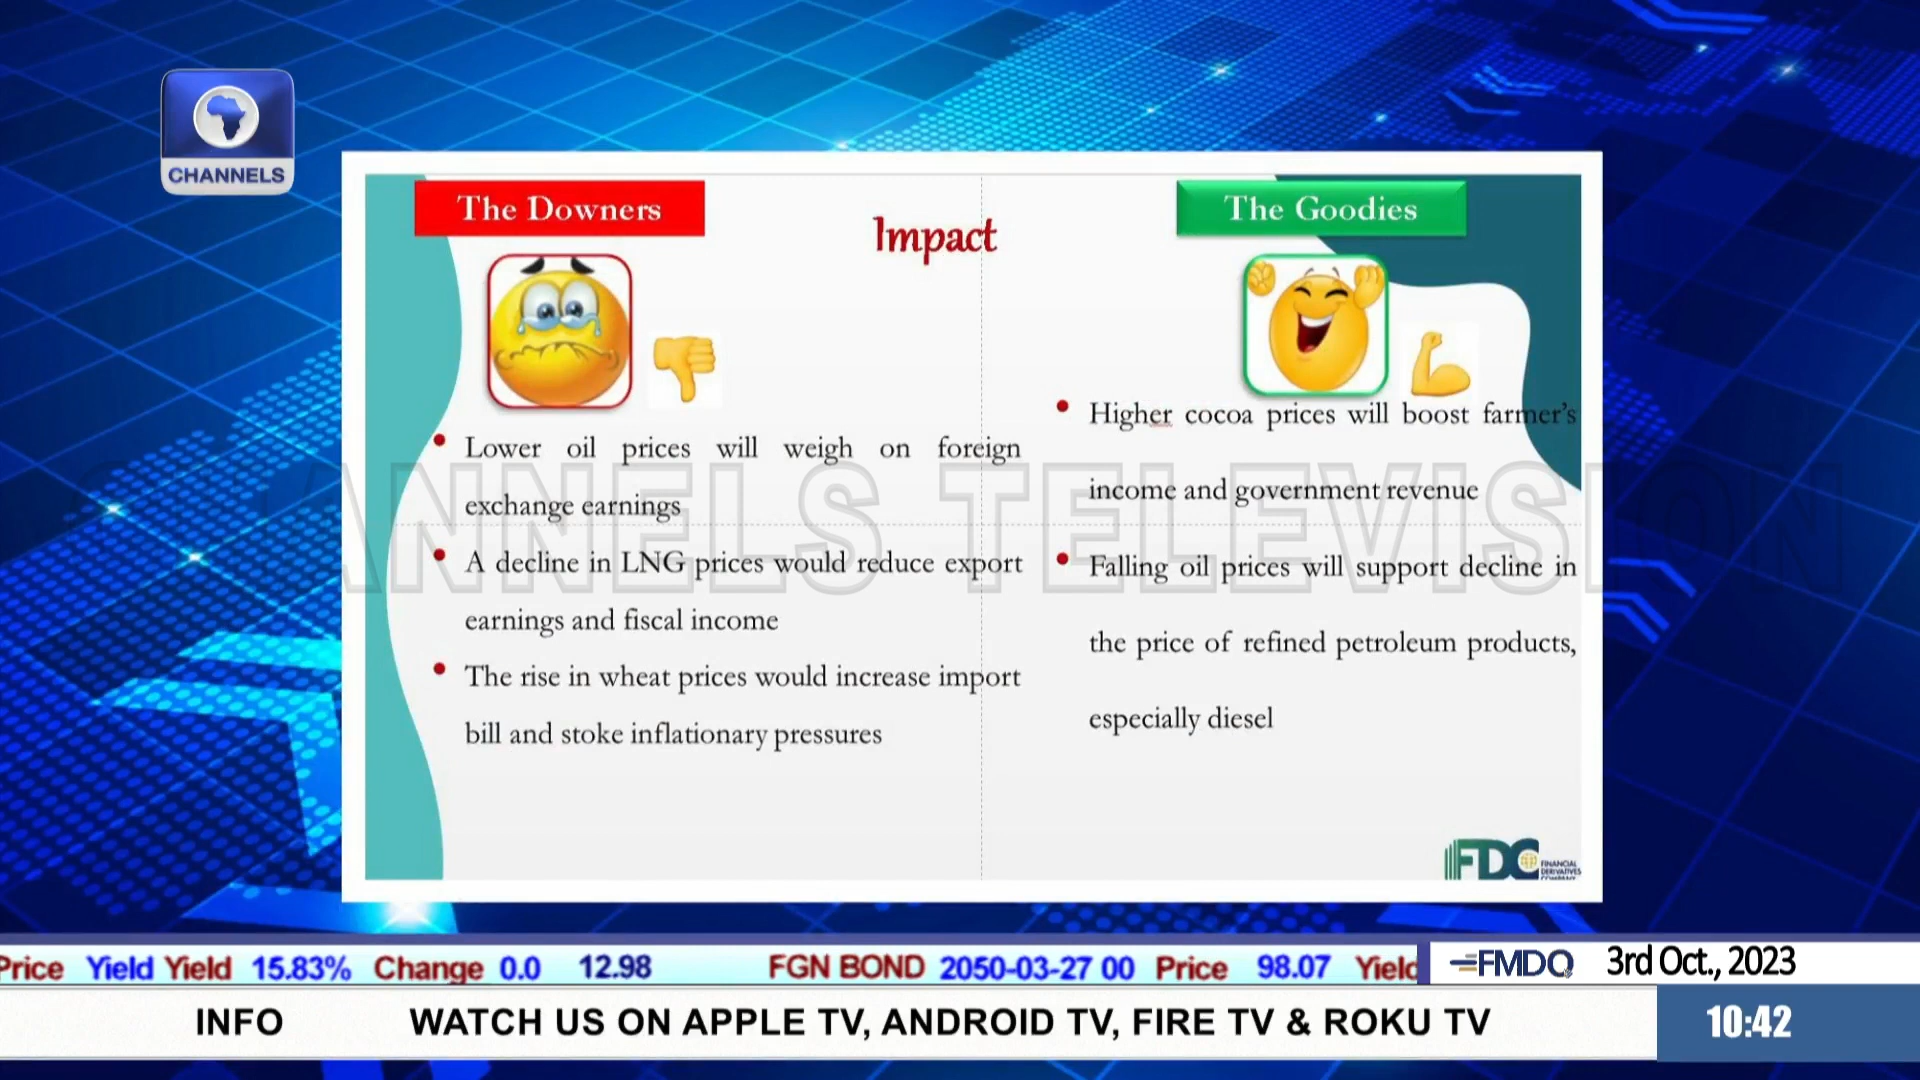 CHANNELS
The Downers
Impact
The Goodies
Lower oil prices will weigh on foreign
exchange earnings
A decline in LNG prices would reduce export
earnings and fiscal income
The rise in wheat prices would increase import
bill and stoke inflationary pressures
Higher cocoa prices will boost farmer's
income and government revenue
Falling oil prices will support decline in
the price of refined petroleum products,
especially diesel
CHANNELS TELEVISION
FDC
FINANCIAL
DERIVATIVES
COMPANY
Price Yield Yield 15.83% Change 0.0 12.98 FGN BOND 2050-03-27 00 Price 98.07 Yield
FMDQ 3rd Oct., 2023
INFO WATCH US ON APPLE TV, ANDROID TV, FIRE TV & ROKU TV
10:42